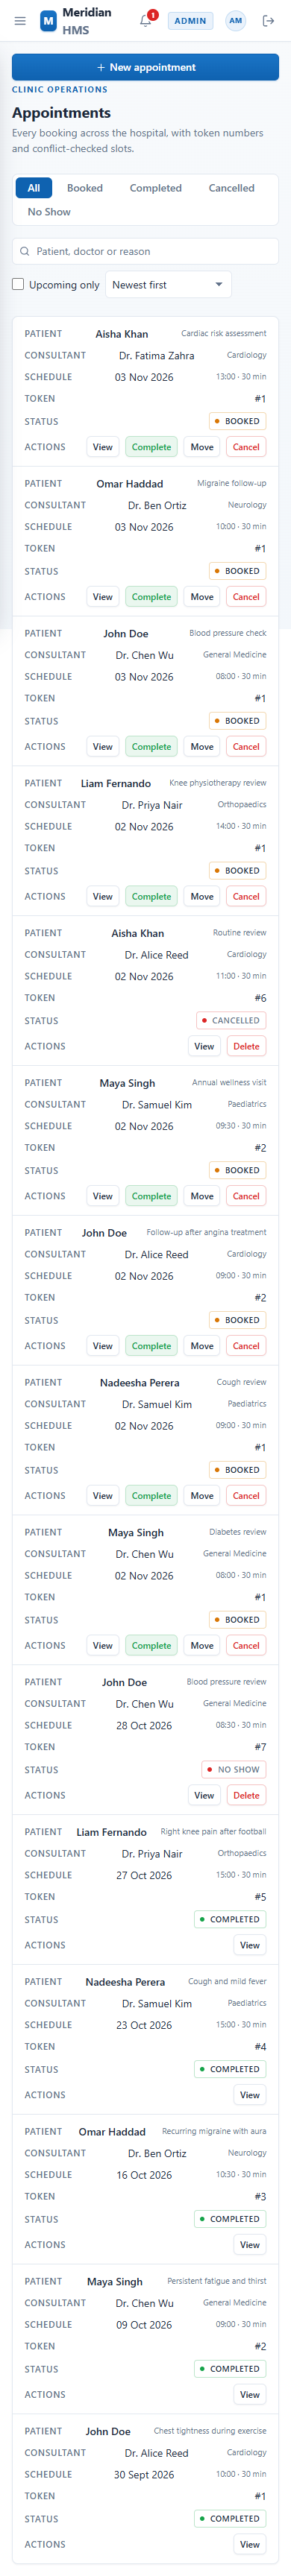 Meridian HMS
M
1
ADMIN
AM
+ New appointment
CLINIC OPERATIONS
Appointments
Every booking across the hospital, with token numbers
and conflict-checked slots.
All Booked Completed Cancelled
No Show
Patient, doctor or reason
Upcoming only Newest first
PATIENT Aisha Khan Cardiac risk assessment
CONSULTANT Dr. Fatima Zahra Cardiology
SCHEDULE 03 Nov 2026 13:00 · 30 min
TOKEN #1
STATUS BOOKED
ACTIONS View Complete Move Cancel
PATIENT Omar Haddad Migraine follow-up
CONSULTANT Dr. Ben Ortiz Neurology
SCHEDULE 03 Nov 2026 10:00 · 30 min
TOKEN #1
STATUS BOOKED
ACTIONS View Complete Move Cancel
PATIENT John Doe Blood pressure check
CONSULTANT Dr. Chen Wu General Medicine
SCHEDULE 03 Nov 2026 08:00 · 30 min
TOKEN #1
STATUS BOOKED
ACTIONS View Complete Move Cancel
PATIENT Liam Fernando Knee physiotherapy review
CONSULTANT Dr. Priya Nair Orthopaedics
SCHEDULE 02 Nov 2026 14:00 · 30 min
TOKEN #1
STATUS BOOKED
ACTIONS View Complete Move Cancel
PATIENT Aisha Khan Routine review
CONSULTANT Dr. Alice Reed Cardiology
SCHEDULE 02 Nov 2026 11:00 · 30 min
TOKEN #6
STATUS CANCELLED
ACTIONS View Delete
PATIENT Maya Singh Annual wellness visit
CONSULTANT Dr. Samuel Kim Paediatrics
SCHEDULE 02 Nov 2026 09:30 · 30 min
TOKEN #2
STATUS BOOKED
ACTIONS View Complete Move Cancel
PATIENT John Doe Follow-up after angina treatment
CONSULTANT Dr. Alice Reed Cardiology
SCHEDULE 02 Nov 2026 09:00 · 30 min
TOKEN #2
STATUS BOOKED
ACTIONS View Complete Move Cancel
PATIENT Nadeesha Perera Cough review
CONSULTANT Dr. Samuel Kim Paediatrics
SCHEDULE 02 Nov 2026 09:00 · 30 min
TOKEN #1
STATUS BOOKED
ACTIONS View Complete Move Cancel
PATIENT Maya Singh Diabetes review
CONSULTANT Dr. Chen Wu General Medicine
SCHEDULE 02 Nov 2026 08:00 · 30 min
TOKEN #1
STATUS BOOKED
ACTIONS View Complete Move Cancel
PATIENT John Doe Blood pressure review
CONSULTANT Dr. Chen Wu General Medicine
SCHEDULE 28 Oct 2026 08:30 · 30 min
TOKEN #7
STATUS NO SHOW
ACTIONS View Delete
PATIENT Liam Fernando Right knee pain after football
CONSULTANT Dr. Priya Nair Orthopaedics
SCHEDULE 27 Oct 2026 15:00 · 30 min
TOKEN #5
STATUS COMPLETED
ACTIONS View
PATIENT Nadeesha Perera Cough and mild fever
CONSULTANT Dr. Samuel Kim Paediatrics
SCHEDULE 23 Oct 2026 15:00 · 30 min
TOKEN #4
STATUS COMPLETED
ACTIONS View
PATIENT Omar Haddad Recurring migraine with aura
CONSULTANT Dr. Ben Ortiz Neurology
SCHEDULE 16 Oct 2026 10:30 · 30 min
TOKEN #3
STATUS COMPLETED
ACTIONS View
PATIENT Maya Singh Persistent fatigue and thirst
CONSULTANT Dr. Chen Wu General Medicine
SCHEDULE 09 Oct 2026 09:00 · 30 min
TOKEN #2
STATUS COMPLETED
ACTIONS View
PATIENT John Doe Chest tightness during exercise
CONSULTANT Dr. Alice Reed Cardiology
SCHEDULE 30 Sept 2026 10:00 · 30 min
TOKEN #1
STATUS COMPLETED
ACTIONS View